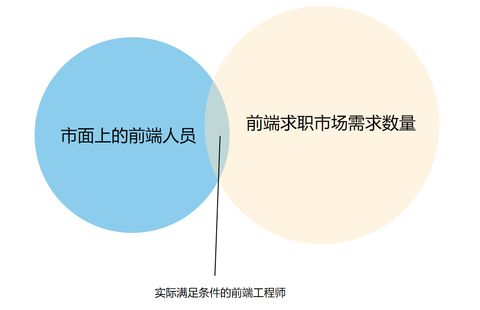 市面上的前端人员
前端求职市场需求数量
实际满足条件的前端工程师